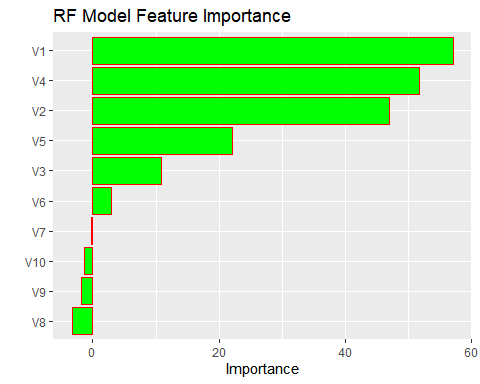 RF Model Feature Importance
V1
V4
V2
V5
V3
V6
V7
V10
V9
V8
0 20 40 60
Importance